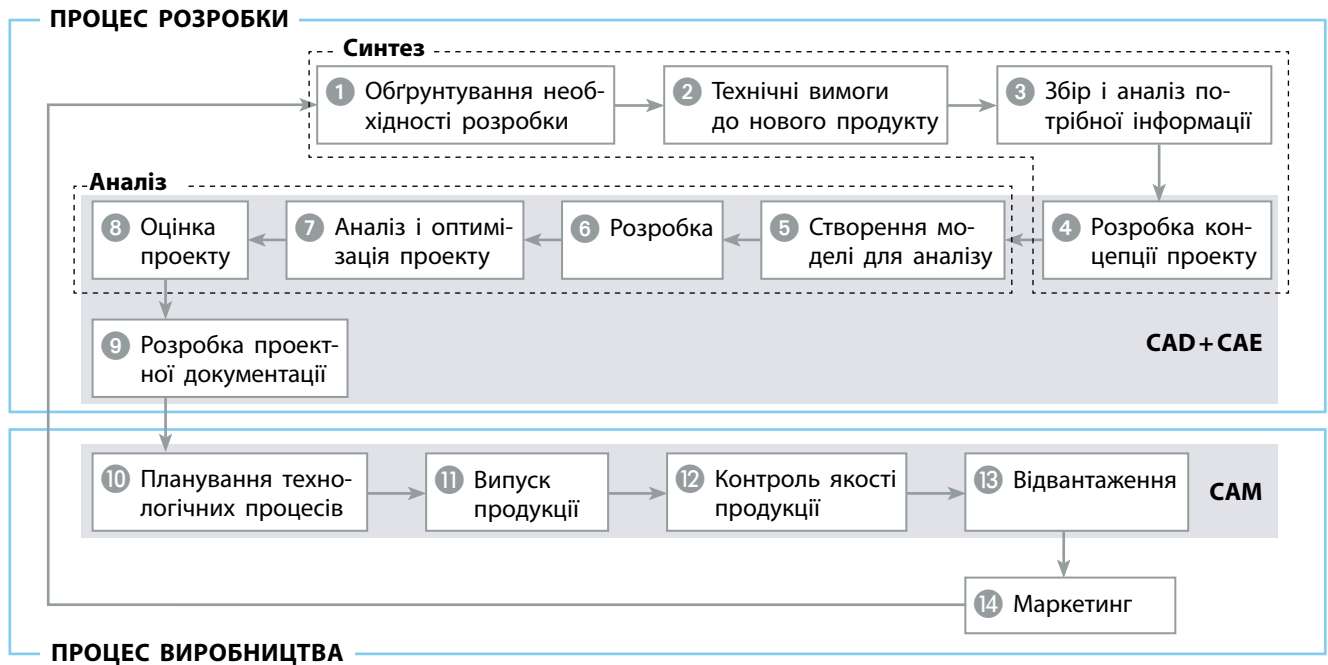 ПРОЦЕС РОЗРОБКИ
Синтез
1 Обґрунтування необ-
хідності розробки
2 Технічні вимоги
до нового продукту
3 Збір і аналіз по-
трібної інформації
Аналіз
8 Оцінка
проекту
7 Аналіз і оптимі-
зація проекту
6 Розробка
5 Створення мо-
делі для аналізу
4 Розробка кон-
цепції проекту
9 Розробка проект-
ної документації
CAD+CAE
10 Планування техно-
логічних процесів
11 Випуск
продукції
12 Контроль якості
продукції
13 Відвантаження
CAM
14 Маркетинг
ПРОЦЕС ВИРОБНИЦТВА